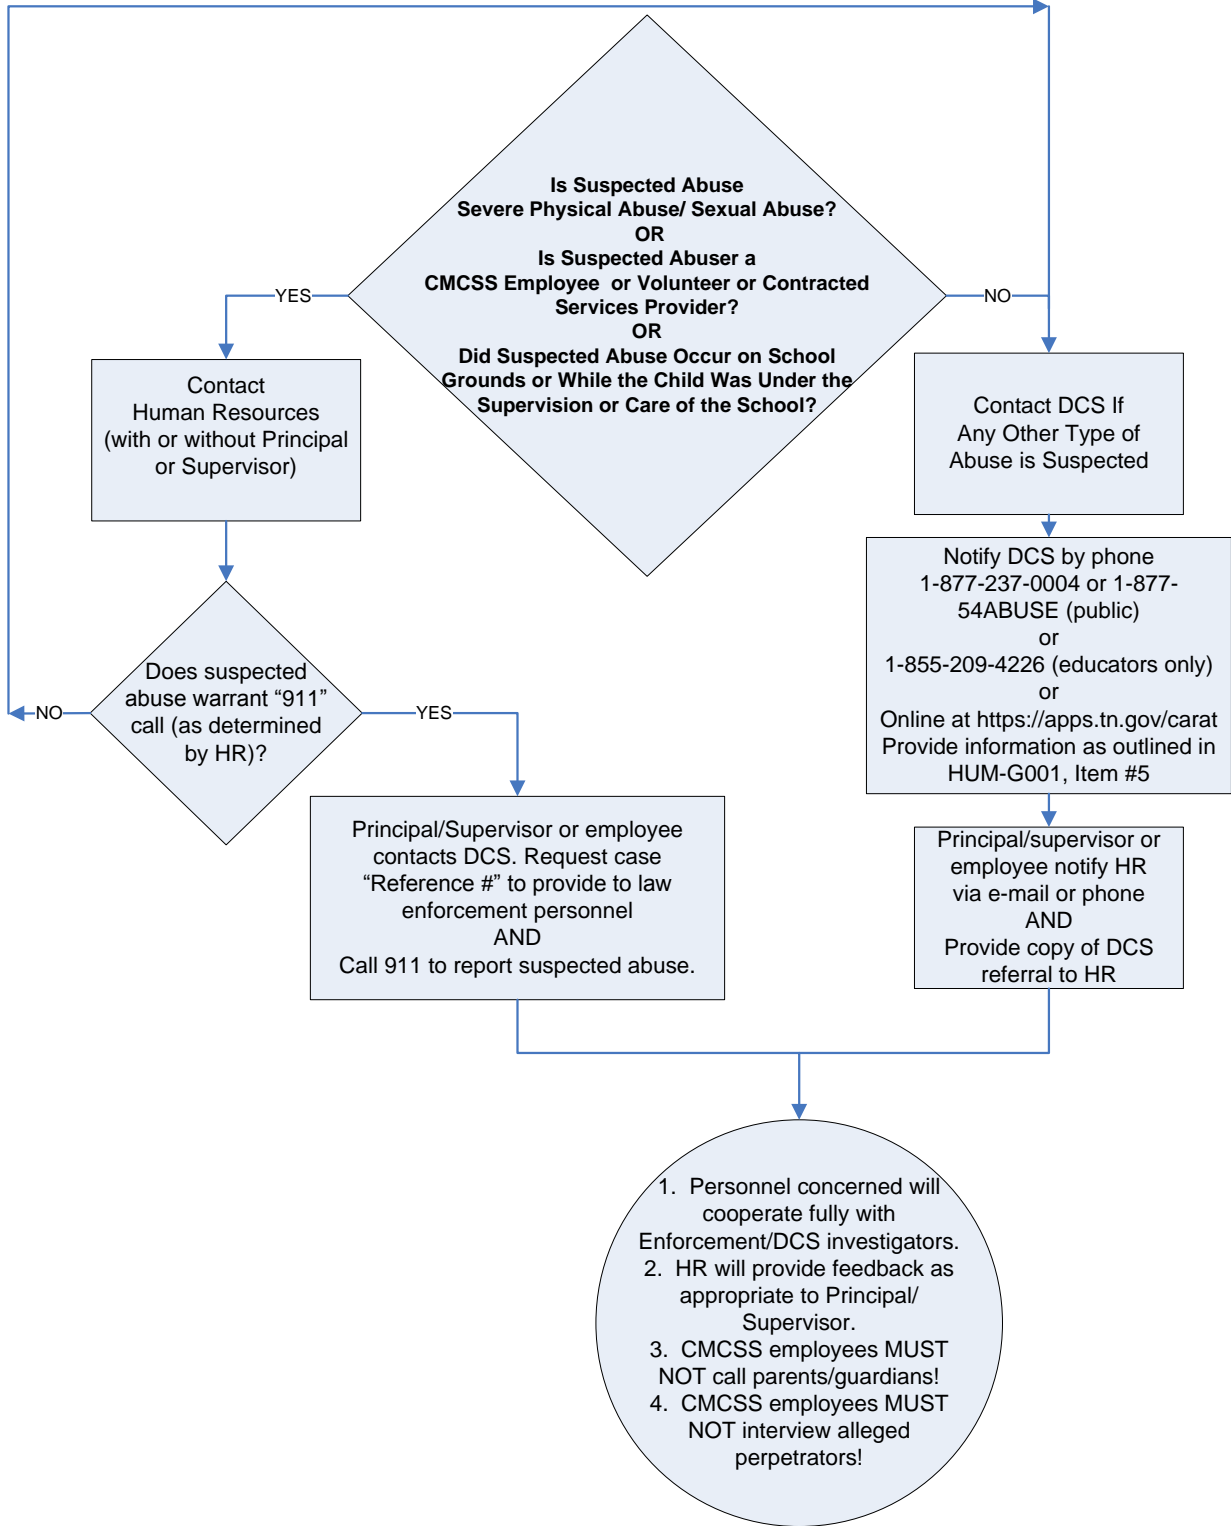 Is Suspected Abuse
Severe Physical Abuse/ Sexual Abuse?
OR
Is Suspected Abuser a
CMCSS Employee  or Volunteer or Contracted
Services Provider?
OR
Did Suspected Abuse Occur on School
Grounds or While the Child Was Under the
Supervision or Care of the School?
YES
NO
Contact
Human Resources
(with or without Principal
or Supervisor)
Contact DCS If
Any Other Type of
Abuse is Suspected
Does suspected
abuse warrant “911”
call (as determined
by HR)?
NO
YES
Notify DCS by phone
1-877-237-0004 or 1-877-
54ABUSE (public)
or
1-855-209-4226 (educators only)
or
Online at https://apps.tn.gov/carat
Provide information as outlined in
HUM-G001, Item #5
Principal/Supervisor or employee
contacts DCS. Request case
“Reference #” to provide to law
enforcement personnel
AND
Call 911 to report suspected abuse.
Principal/supervisor or
employee notify HR
via e-mail or phone
AND
Provide copy of DCS
referral to HR
1.  Personnel concerned will
cooperate fully with
Enforcement/DCS investigators.
2.  HR will provide feedback as
appropriate to Principal/
Supervisor.
3.  CMCSS employees MUST
NOT call parents/guardians!
4.  CMCSS employees MUST
NOT interview alleged
perpetrators!